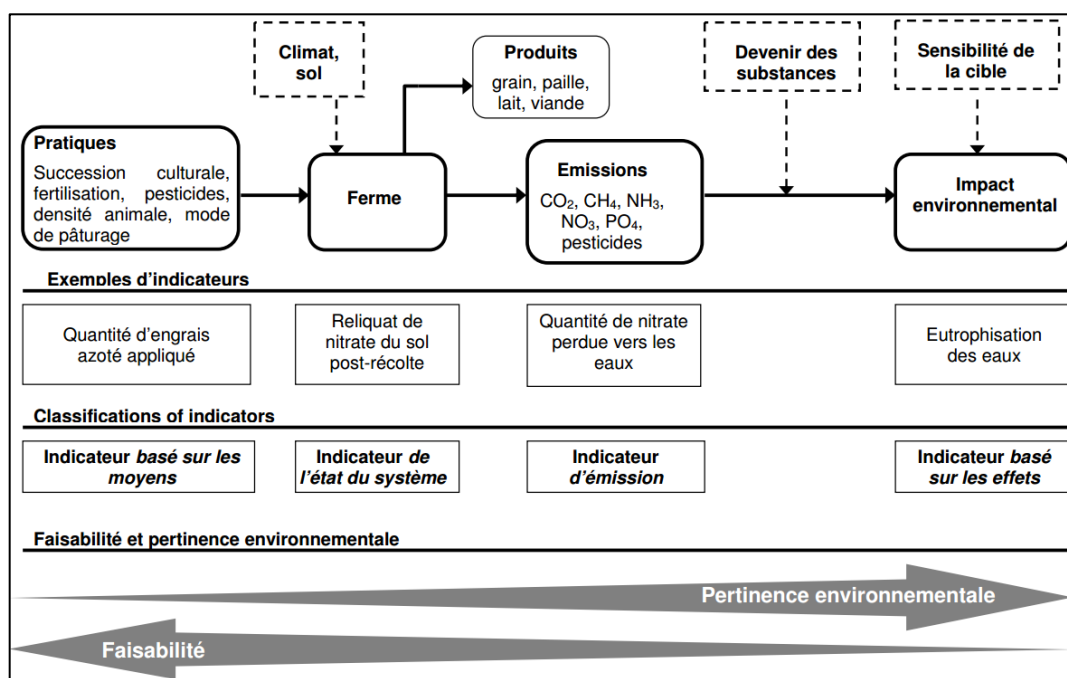 Climat,
sol
Produits
grain, paille,
lait, viande
Devenir des
substances
Sensibilité de
la cible
Pratiques
Succession culturale,
fertilisation, pesticides,
densité animale, mode
de pâturage
Ferme
Emissions
CO₂, CH₄, NH₃,
NO₃, PO₄,
pesticides
Impact
environnemental
Exemples d'indicateurs
Quantité d'engrais
azoté appliqué
Reliquat de
nitrate du sol
post-récolte
Quantité de nitrate
perdue vers les
eaux
Eutrophisation
des eaux
Classifications of indicators
Indicateur basé sur les
moyens
Indicateur de
l'état du système
Indicateur
d'émission
Indicateur basé
sur les effets
Faisabilité et pertinence environnementale
Pertinence environnementale
Faisabilité